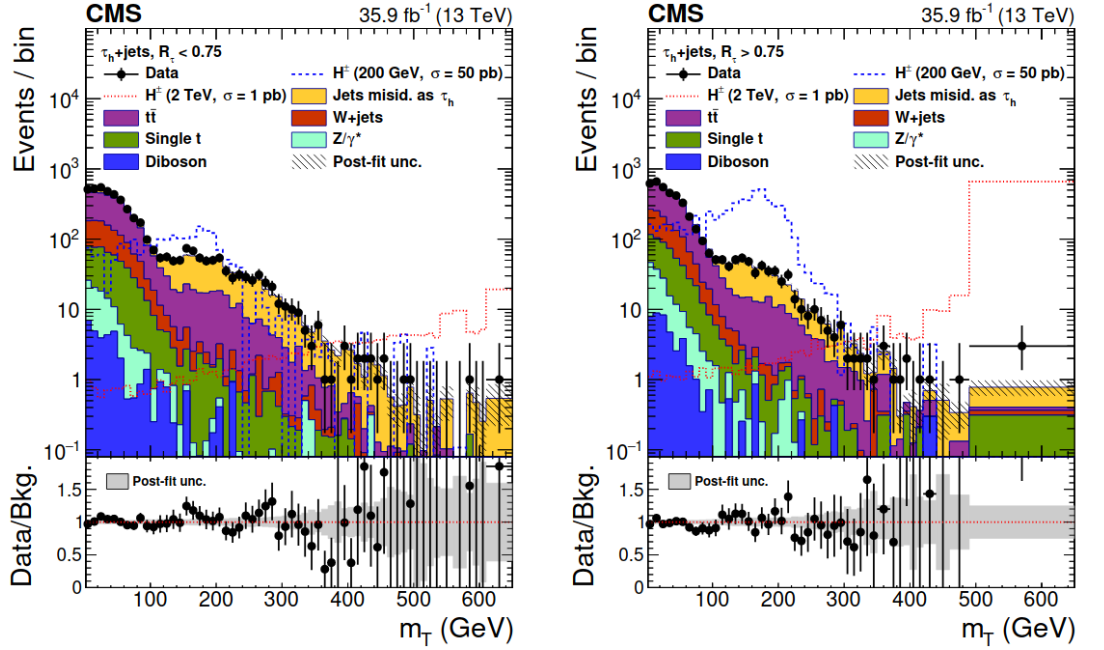 CMS 35.9 fb⁻¹ (13 TeV)
Events / bin
τₕ+jets, R_τ < 0.75
Data
H± (200 GeV, σ = 50 pb)
H± (2 TeV, σ = 1 pb)
Jets misid. as τₕ
tt̄
W+jets
Single t
Z/γ*
Diboson
Post-fit unc.
10⁴
10³
10²
10
1
10⁻¹
Data/Bkg.
Post-fit unc.
1.5
1
0.5
0
100 200 300 400 500 600
m_T (GeV)
CMS 35.9 fb⁻¹ (13 TeV)
Events / bin
τₕ+jets, R_τ > 0.75
Data
H± (200 GeV, σ = 50 pb)
H± (2 TeV, σ = 1 pb)
Jets misid. as τₕ
tt̄
W+jets
Single t
Z/γ*
Diboson
Post-fit unc.
10⁴
10³
10²
10
1
10⁻¹
Data/Bkg.
Post-fit unc.
1.5
1
0.5
0
100 200 300 400 500 600
m_T (GeV)